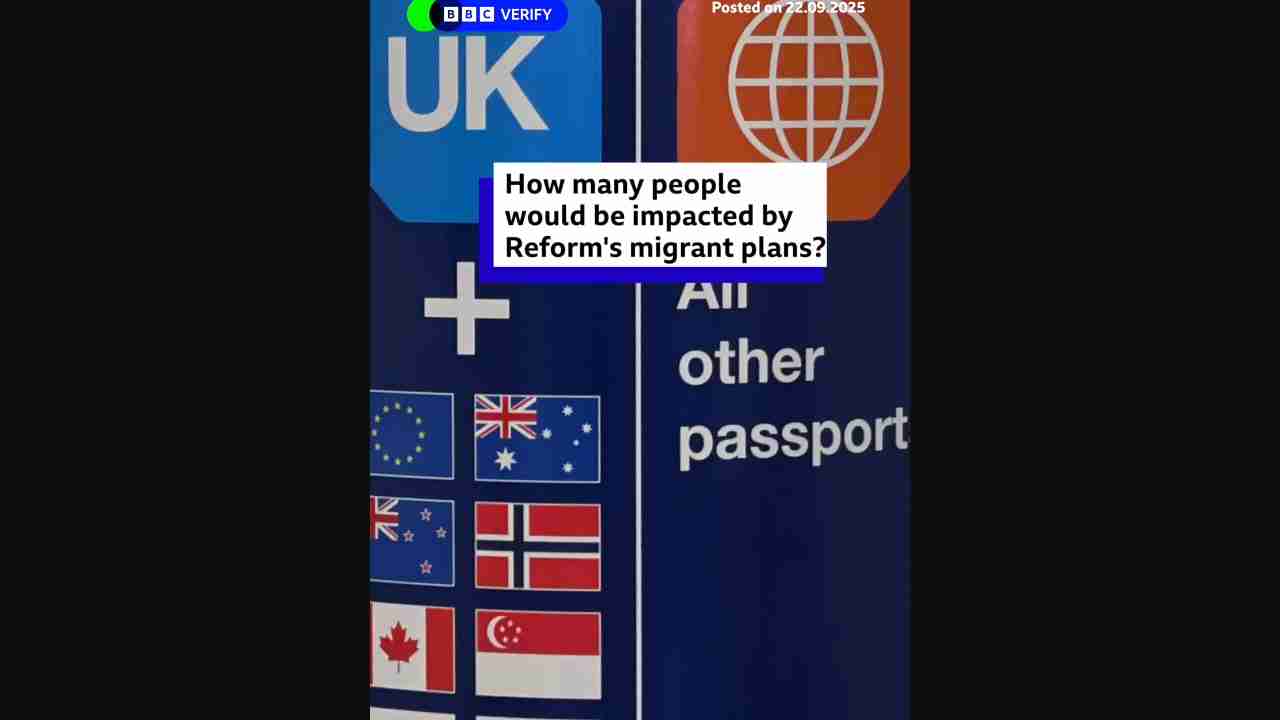 BBC VERIFY
Posted on 22.09.2025
UK
How many people
would be impacted by
Reform's migrant plans?
All
other
passport